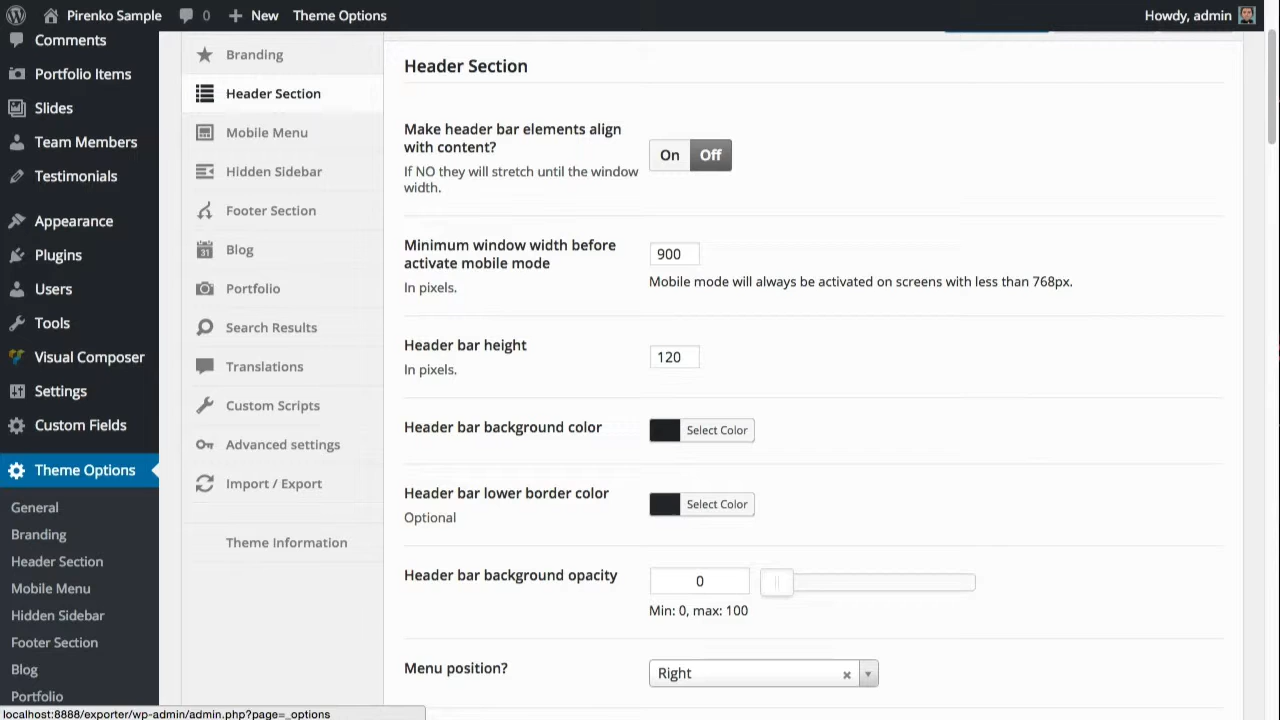 Pirenko Sample 0 New Theme Options Howdy, admin
Comments
Portfolio Items
Slides
Team Members
Testimonials
Appearance
Plugins
Users
Tools
Visual Composer
Settings
Custom Fields
Theme Options
General
Branding
Header Section
Mobile Menu
Hidden Sidebar
Footer Section
Blog
Portfolio
localhost:8888/exporter/wp-admin/admin.php?page=_options
Branding
Header Section
Mobile Menu
Hidden Sidebar
Footer Section
31
Blog
Portfolio
Search Results
Translations
Custom Scripts
Advanced settings
Import / Export
Theme Information
Header Section
Make header bar elements align
with content?
If NO they will stretch until the window
width.
On Off
Minimum window width before
activate mobile mode
In pixels.
900
Mobile mode will always be activated on screens with less than 768px.
Header bar height
In pixels.
120
Header bar background color
Select Color
Header bar lower border color
Optional
Select Color
Header bar background opacity
0
Min: 0, max: 100
Menu position?
Right